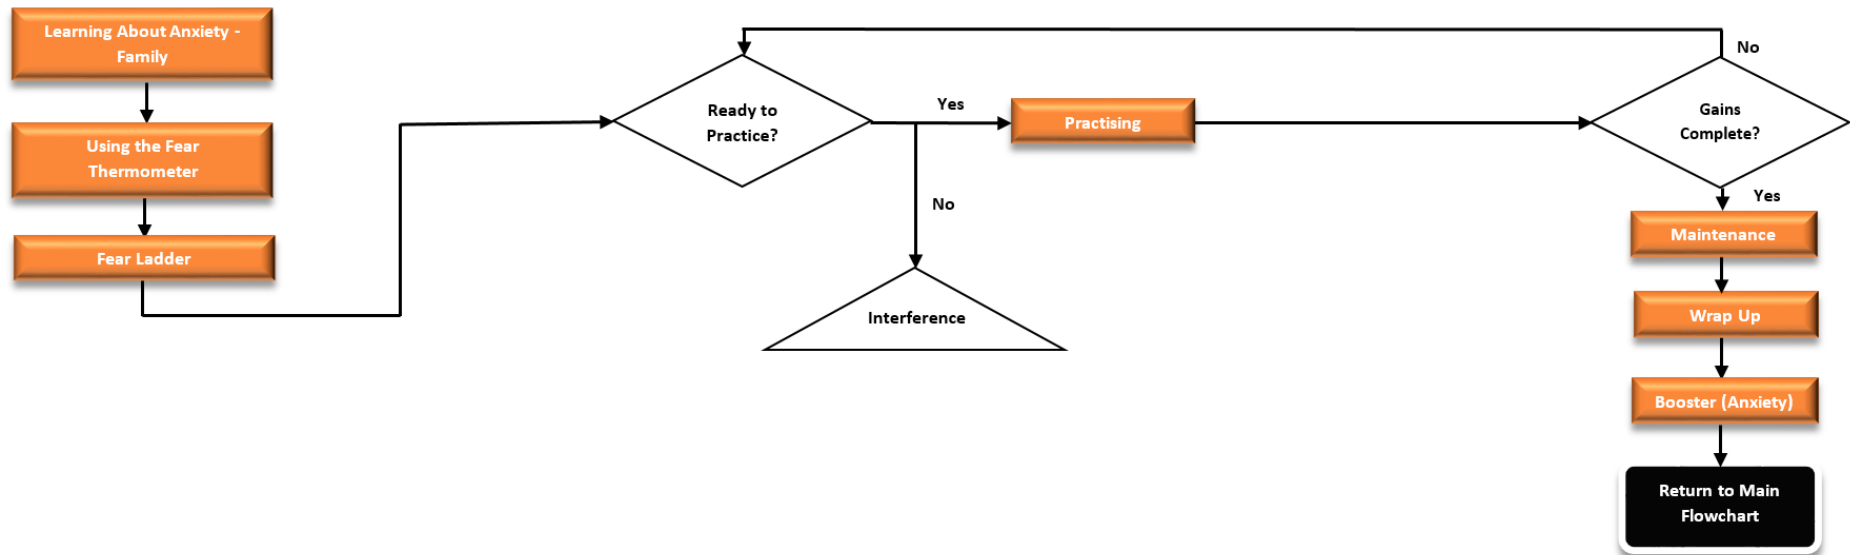 Learning About Anxiety -
Family
Using the Fear
Thermometer
Fear Ladder
Ready to
Practice?
Yes
No
Interference
Practising
Gains
Complete?
No
Yes
Maintenance
Wrap Up
Booster (Anxiety)
Return to Main
Flowchart